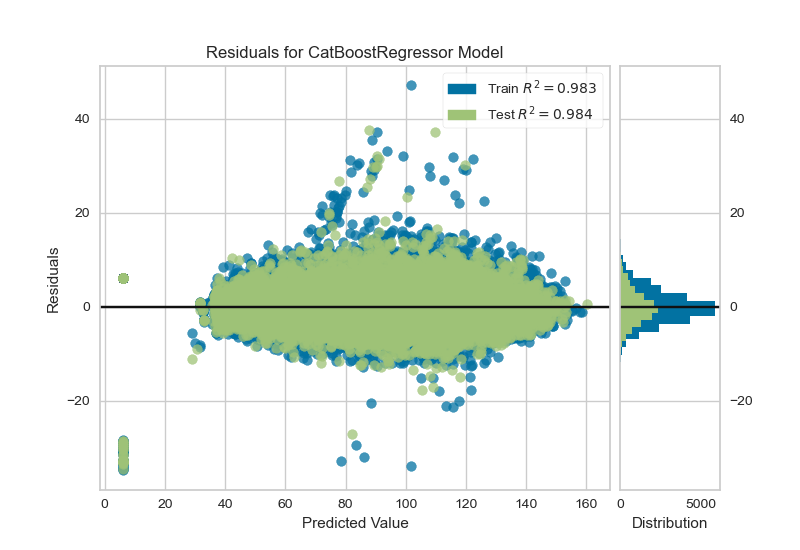 Residuals for CatBoostRegressor Model
Train R² = 0.983
Test R² = 0.984
40
20
0
−20
Residuals
0 20 40 60 80 100 120 140 160
Predicted Value
40
20
0
−20
0 5000
Distribution